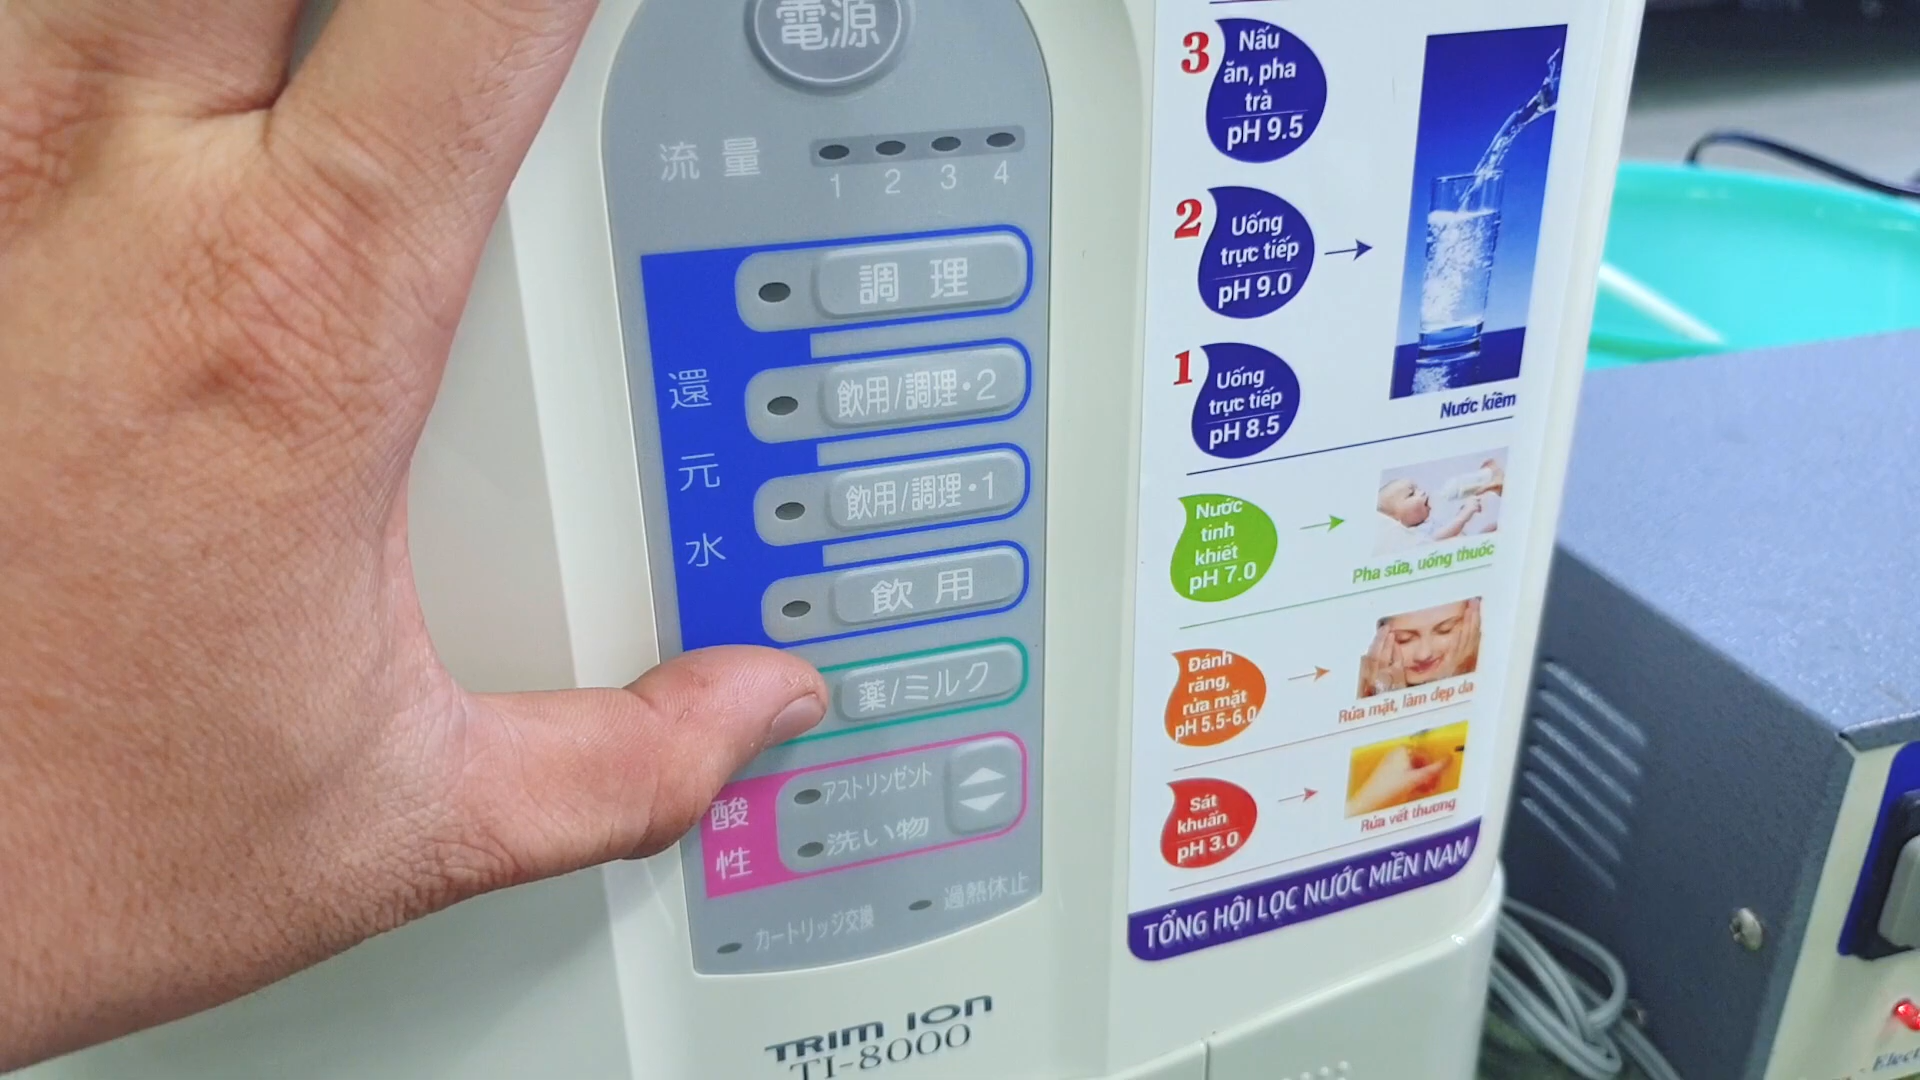 電源
流量
1 2 3 4
還元水
調理
飲用/調理・2
飲用/調理・1
飲用
薬/ミルク
酸性
アストリンゼント
洗い物
過熱休止
カートリッジ交換
TRIM ION
TI-8000
3
Nấu
ăn, pha
trà
pH 9.5
2
Uống
trực tiếp
pH 9.0
1
Uống
trực tiếp
pH 8.5
Nước kiềm
Nước
tinh
khiết
pH 7.0
Pha sữa, uống thuốc
Đánh
răng,
rửa mặt
pH 5.5-6.0
Rửa mặt, làm đẹp da
Sát
khuẩn
pH 3.0
Rửa vết thương
TỔNG HỘI LỌC NƯỚC MIỀN NAM